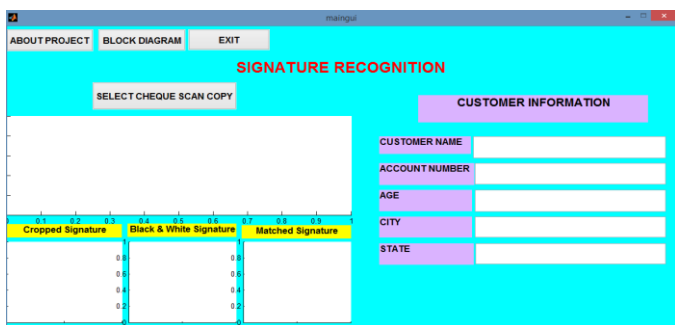 maingui
ABOUT PROJECT BLOCK DIAGRAM EXIT
SIGNATURE RECOGNITION
SELECT CHEQUE SCAN COPY
CUSTOMER INFORMATION
CUSTOMER NAME
ACCOUNT NUMBER
AGE
CITY
STATE
0.1 0.2 0.3 0.4 0.5 0.6 0.7 0.8 0.9 1
Cropped Signature Black & White Signature Matched Signature
1 1
0.8 0.8
0.6 0.6
0.4 0.4
0.2 0.2
0 0